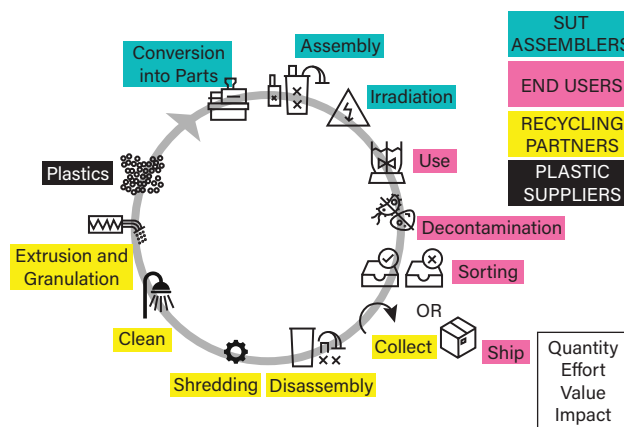 Conversion
into Parts
Assembly
Irradiation
Use
Decontamination
Sorting
OR
Ship
Collect
Disassembly
Shredding
Clean
Extrusion and
Granulation
Plastics
SUT
ASSEMBLERS
END USERS
RECYCLING
PARTNERS
PLASTIC
SUPPLIERS
Quantity
Effort
Value
Impact